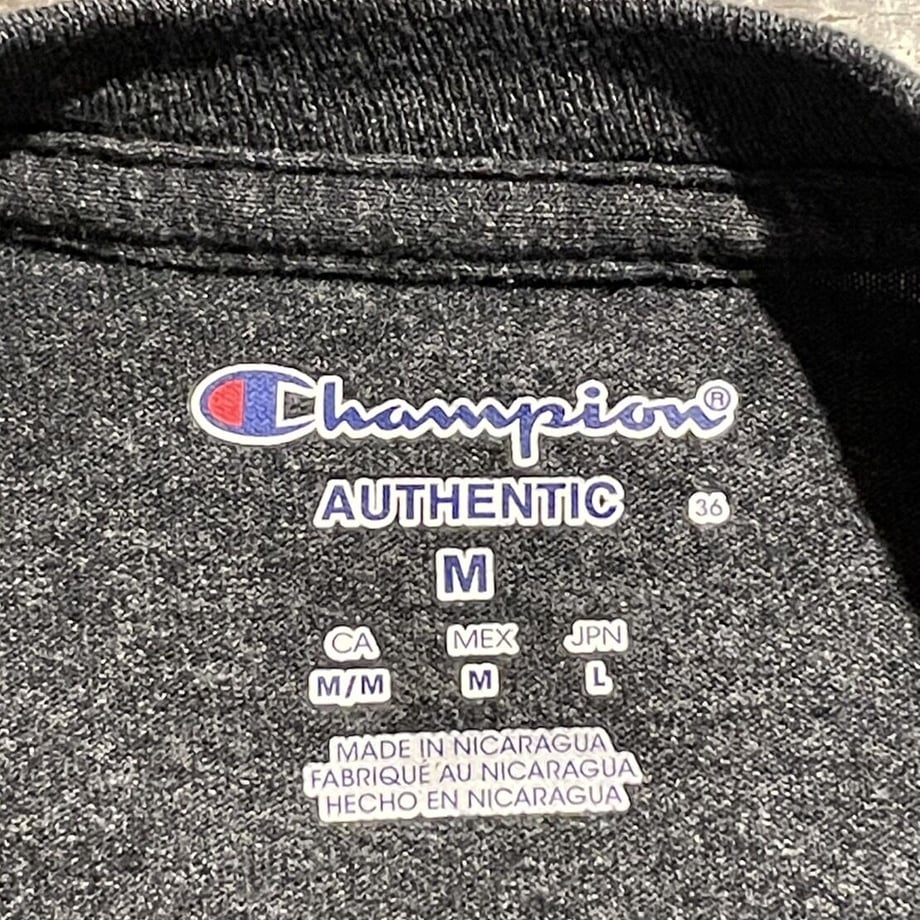 Champion®
AUTHENTIC 36
M
CA MEX JPN
M/M M L
MADE IN NICARAGUA
FABRIQUÉ AU NICARAGUA
HECHO EN NICARAGUA